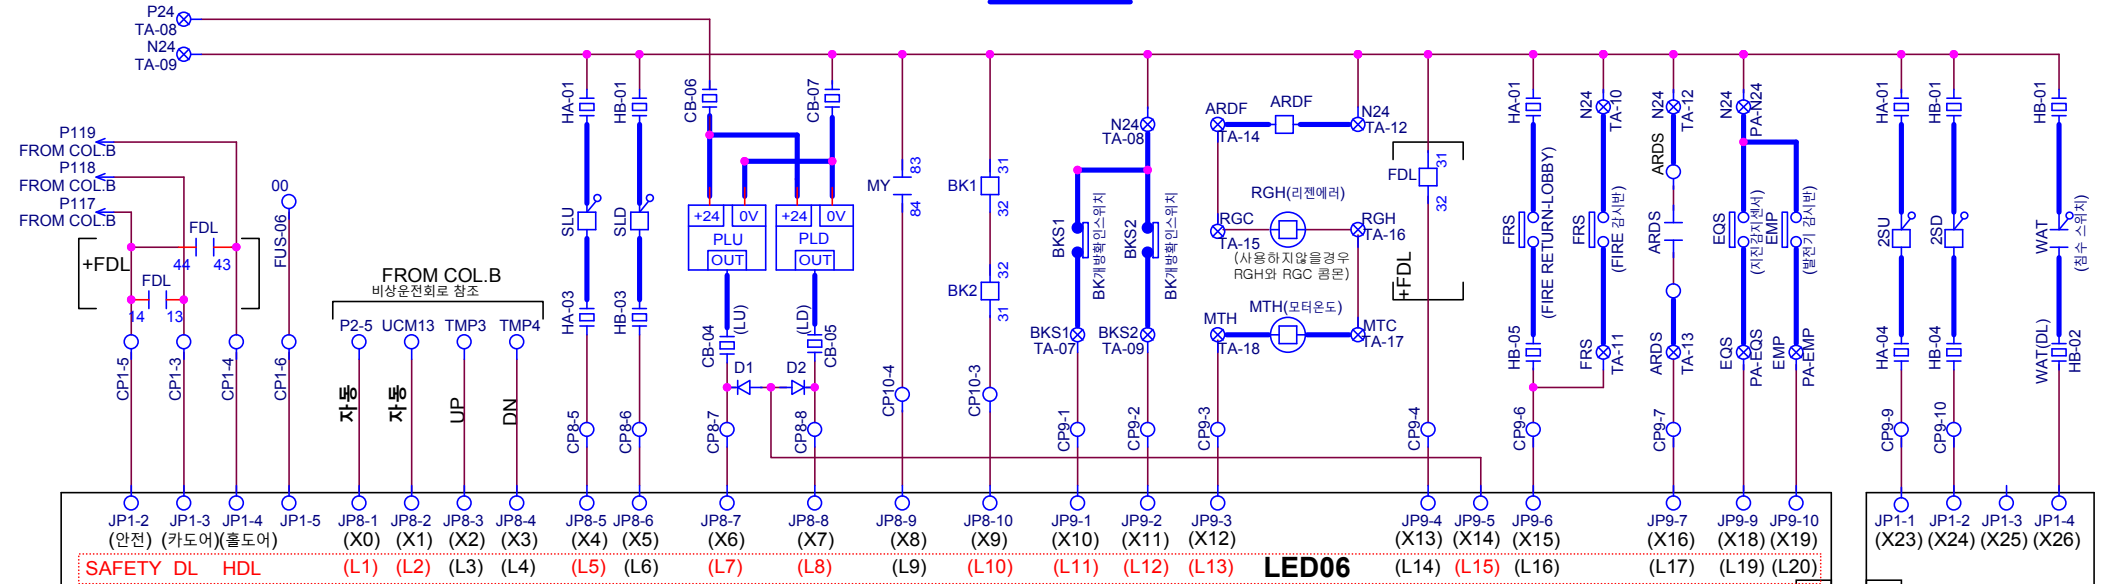 P24
TA-08
N24
TA-09
P119
FROM COL.B
P118
FROM COL.B
P117
FROM COL.B
+FDL
FDL
44
43
FDL
14
13
00
FUS-06
CP1-5
CP1-3
CP1-4
CP1-6
FROM COL.B
비상운전회로 참조
P2-5
UCM13
TMP3
TMP4
자동
자동
UP
DN
HA-01
SLU
HA-03
CP8-5
HB-01
SLD
HB-03
CP8-6
CB-06
CB-07
+24
0V
PLU
OUT
+24
0V
PLD
OUT
(LU)
CB-04
(LD)
CB-05
D1
D2
CP8-7
CP8-8
MY
83
84
CP10-4
BK1
31
32
BK2
32
31
CP10-3
N24
TA-08
BKS1
BK개방확인스위치
BKS2
BK개방확인스위치
BKS1
TA-07
BKS2
TA-09
CP9-1
CP9-2
ARDF
TA-14
ARDF
N24
TA-12
RGH(리젠에러)
RGC
TA-15
RGH
TA-16
(사용하지않을경우
RGH와 RGC 콤몬)
MTH(모터온도)
MTH
TA-18
MTC
TA-17
CP9-3
FDL
31
32
+FDL
CP9-4
HA-01
FRS
(FIRE RETURN-LOBBY)
HB-05
CP9-6
N24
TA-10
FRS
(FIRE 감시반)
FRS
TA-11
N24
TA-12
ARDS
ARDS
ARDS
TA-13
CP9-7
N24
PA-N24
EQS
(지진감지센서)
EMP
(발전기 감시반)
EQS
PA-EQS
EMP
PA-EMP
HA-01
2SU
HA-04
CP9-9
HB-01
2SD
HB-04
CP9-10
HB-01
WAT
(침수 스위치)
WAT(DL)
HB-02
JP1-2
JP1-3
JP1-4
JP1-5
JP8-1
JP8-2
JP8-3
JP8-4
JP8-5
JP8-6
JP8-7
JP8-8
JP8-9
JP8-10
JP9-1
JP9-2
JP9-3
JP9-4
JP9-5
JP9-6
JP9-7
JP9-9
JP9-10
JP1-1
JP1-2
JP1-3
JP1-4
(안전)
(카도어)
(홀도어)
(X0)
(X1)
(X2)
(X3)
(X4)
(X5)
(X6)
(X7)
(X8)
(X9)
(X10)
(X11)
(X12)
(X13)
(X14)
(X15)
(X16)
(X18)
(X19)
(X23)
(X24)
(X25)
(X26)
SAFETY DL HDL
(L1)
(L2)
(L3)
(L4)
(L5)
(L6)
(L7)
(L8)
(L9)
(L10)
(L11)
(L12)
(L13)
LED06
(L14)
(L15)
(L16)
(L17)
(L19)
(L20)